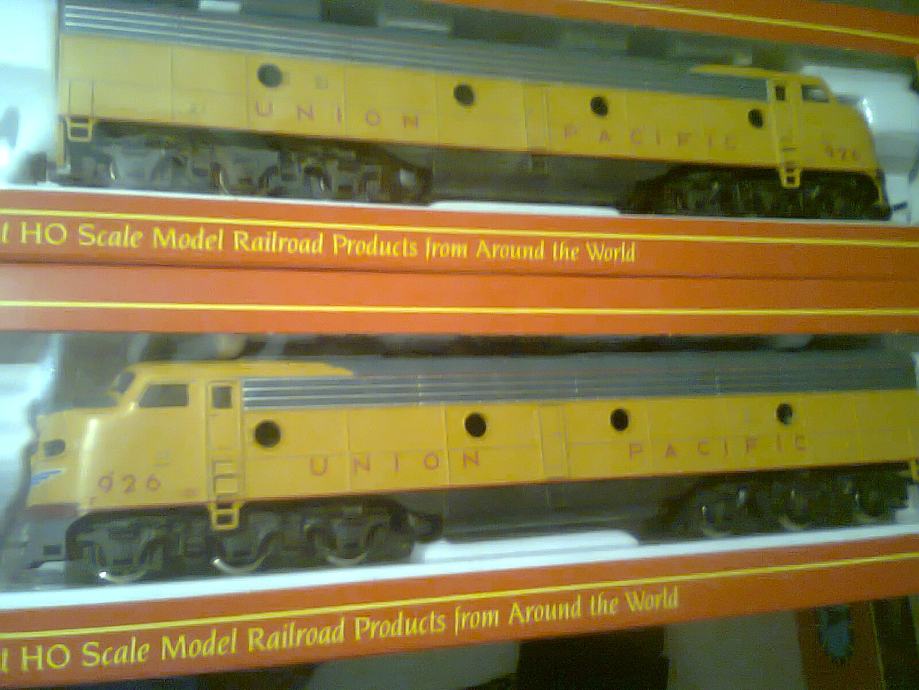 UNION PACIFIC
926
l HO Scale Model Railroad Products from Around the World
926 UNION PACIFIC
l HO Scale Model Railroad Products from Around the World